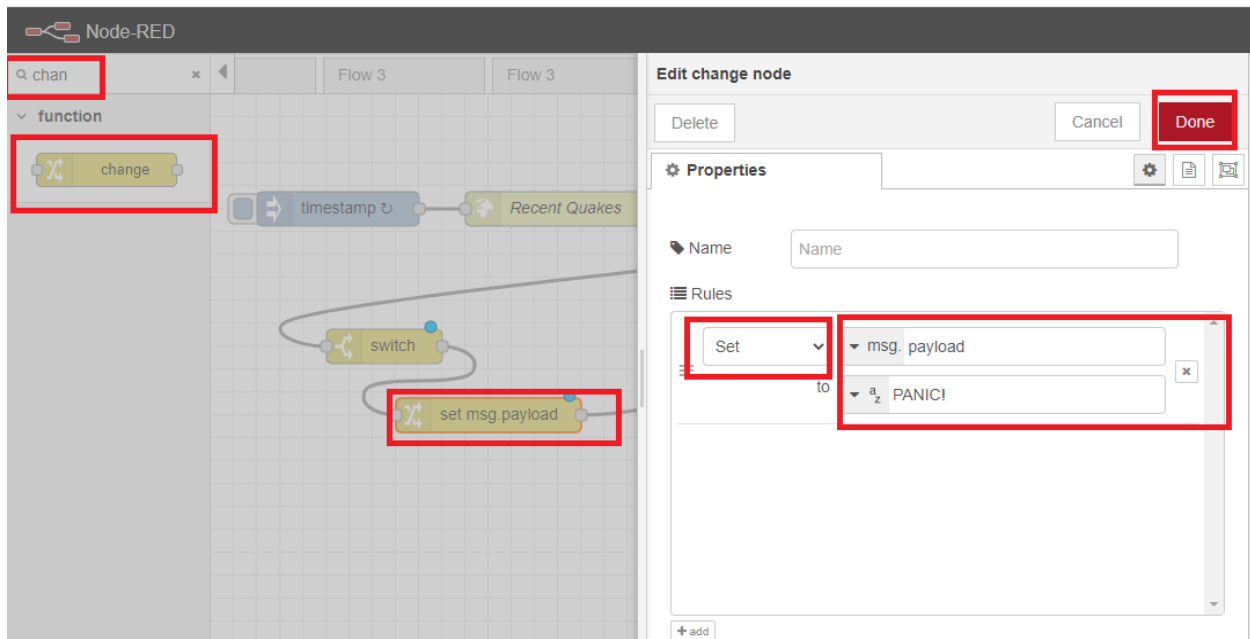 Node-RED
chan
Flow 3
Flow 3
function
change
timestamp ↻
Recent Quakes
switch
set msg.payload
Edit change node
Delete
Cancel
Done
Properties
Name
Name
Rules
Set
msg. payload
to
az PANIC!
+ add